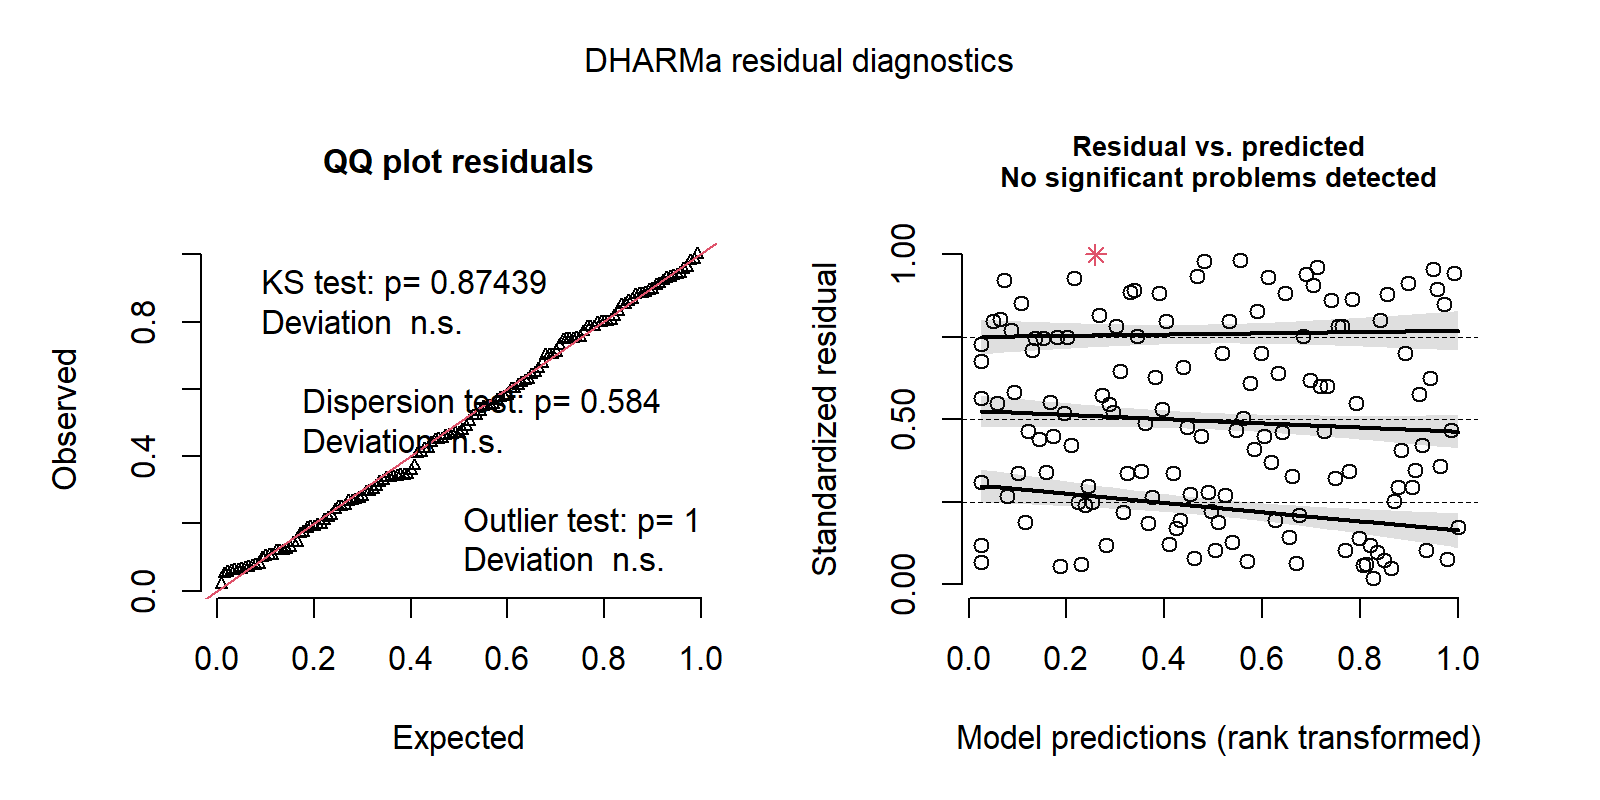 DHARMa residual diagnostics
QQ plot residuals
KS test: p= 0.87439
Deviation n.s.
Dispersion test: p= 0.584
Deviation n.s.
Outlier test: p= 1
Deviation n.s.
Observed
0.0 0.4 0.8
0.0 0.2 0.4 0.6 0.8 1.0
Expected
Residual vs. predicted
No significant problems detected
Standardized residual
0.00 0.50 1.00
0.0 0.2 0.4 0.6 0.8 1.0
Model predictions (rank transformed)